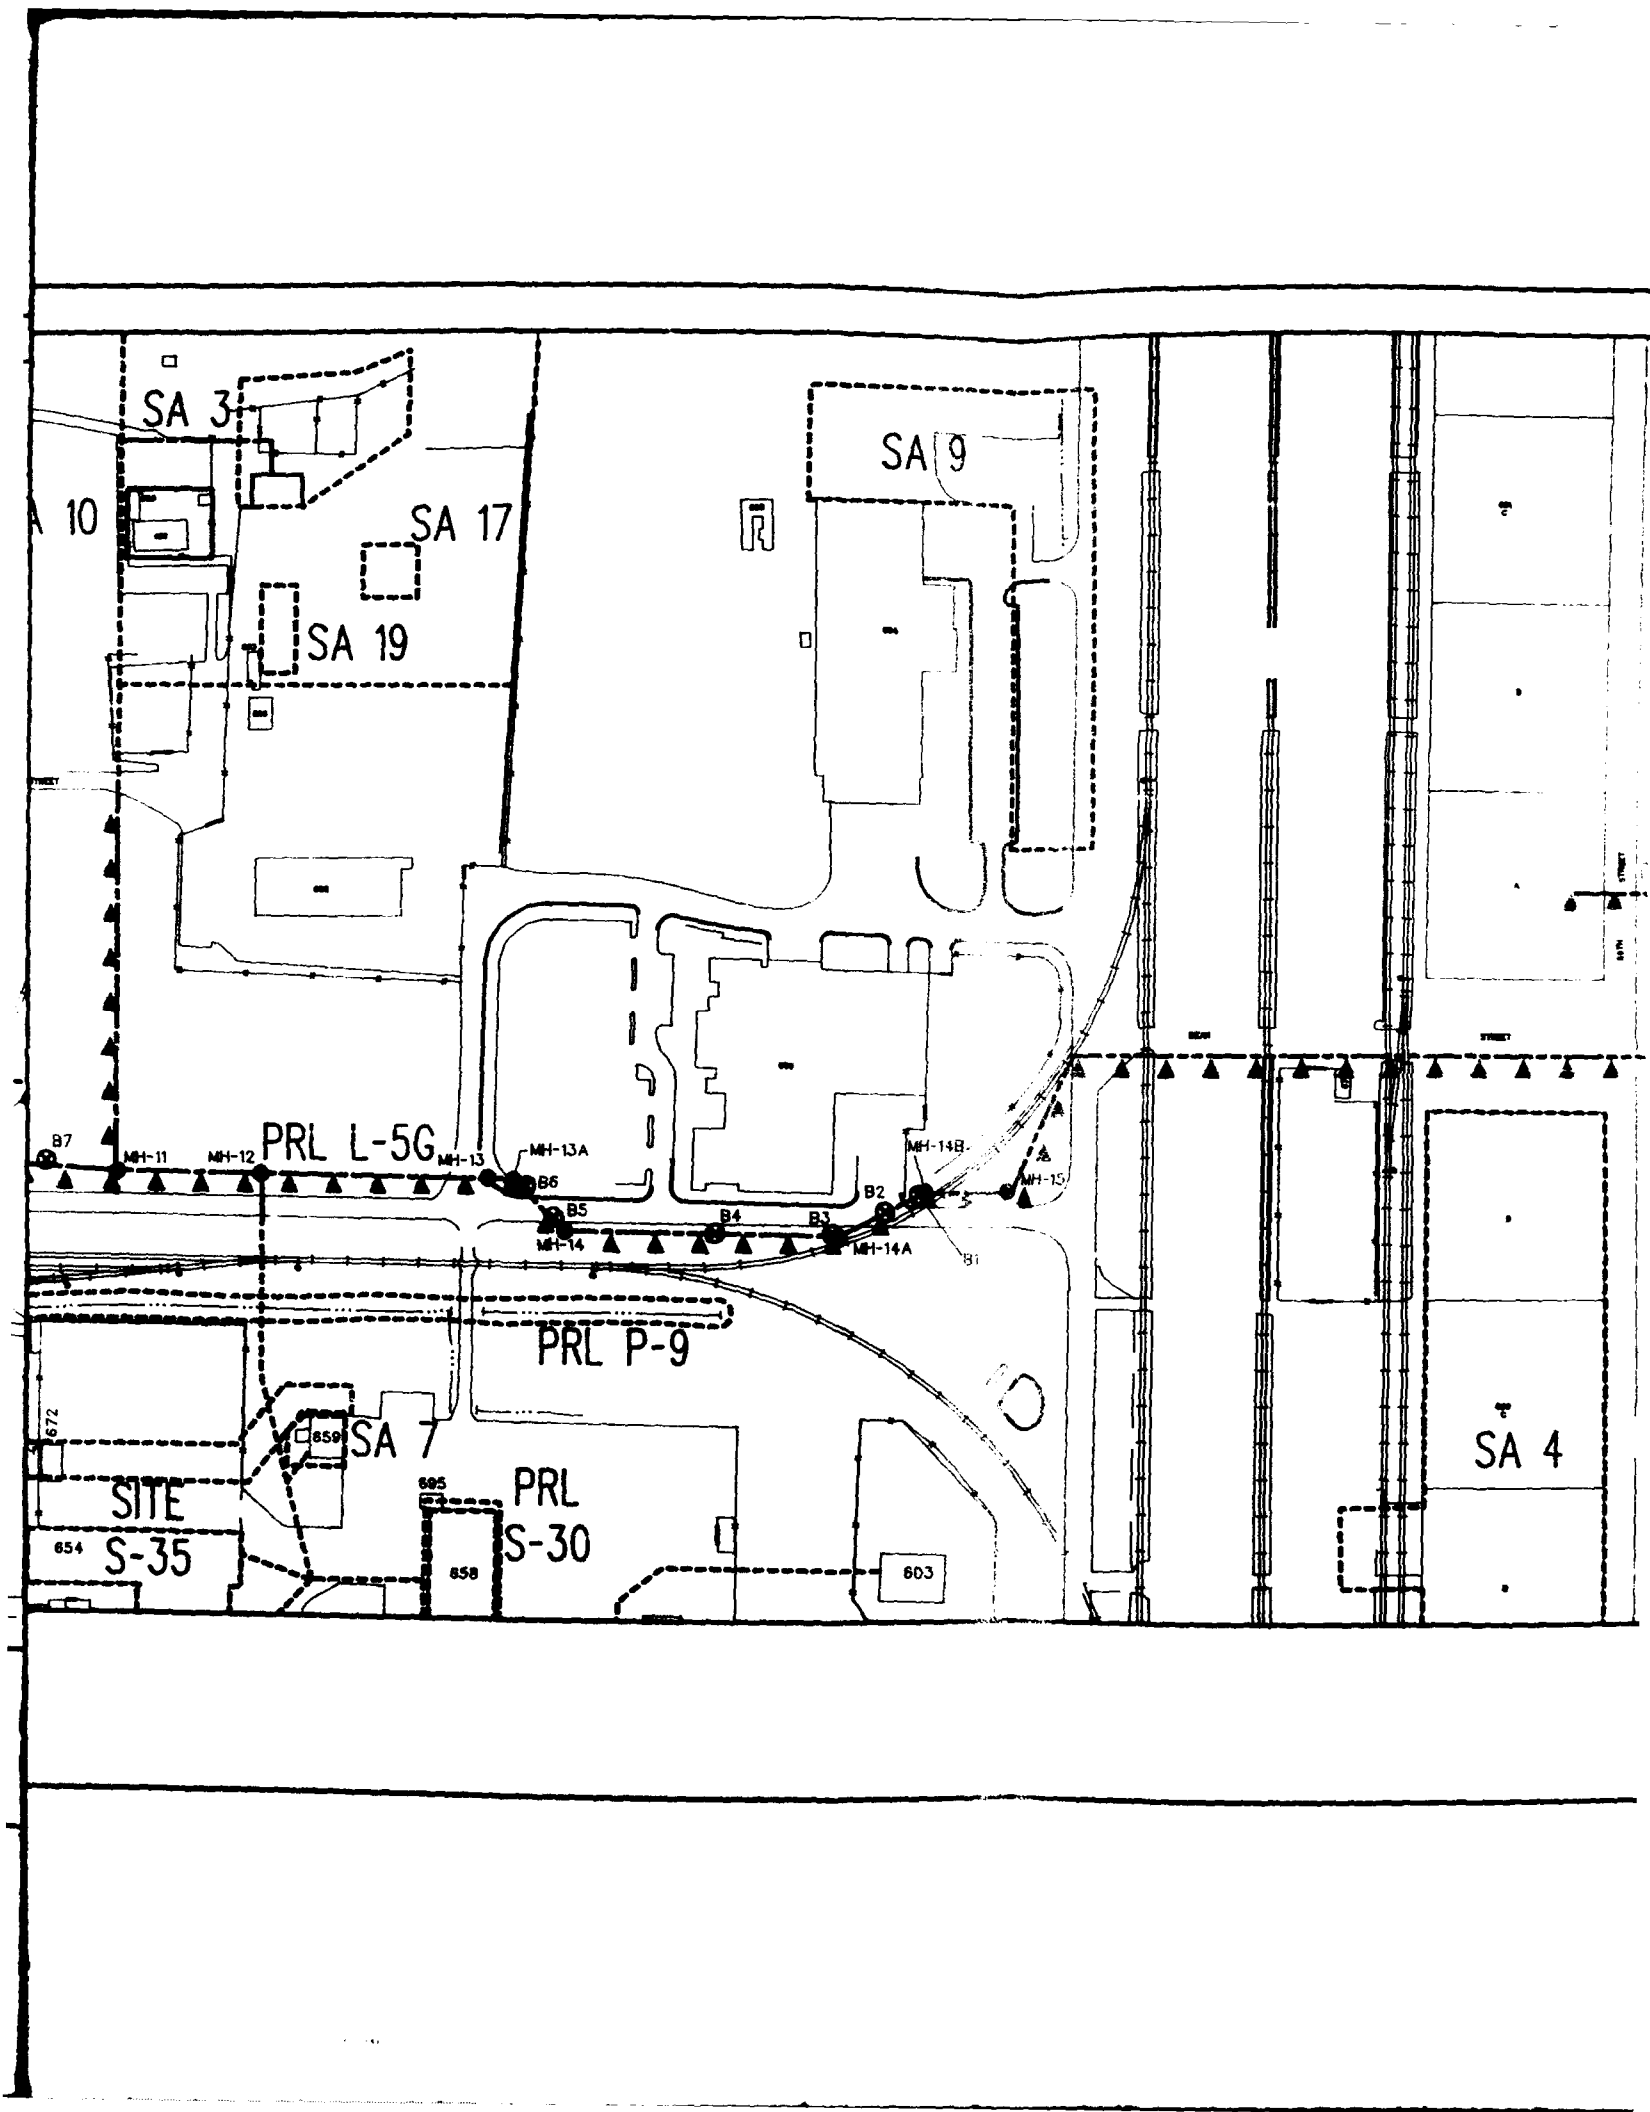 SA 3
SA 9
10
SA 17
SA 19
STREET
STREET
STREET
B7
MH-11
MH-12
PRL L-5G
MH-13
MH-13A
B6
B5
MH-14
B4
B3
B2
MH-14B
MH-14A
B1
MH-15
PRL P-9
672
659
SA 7
SA 4
695
PRL
S-30
SITE
S-35
654
658
603